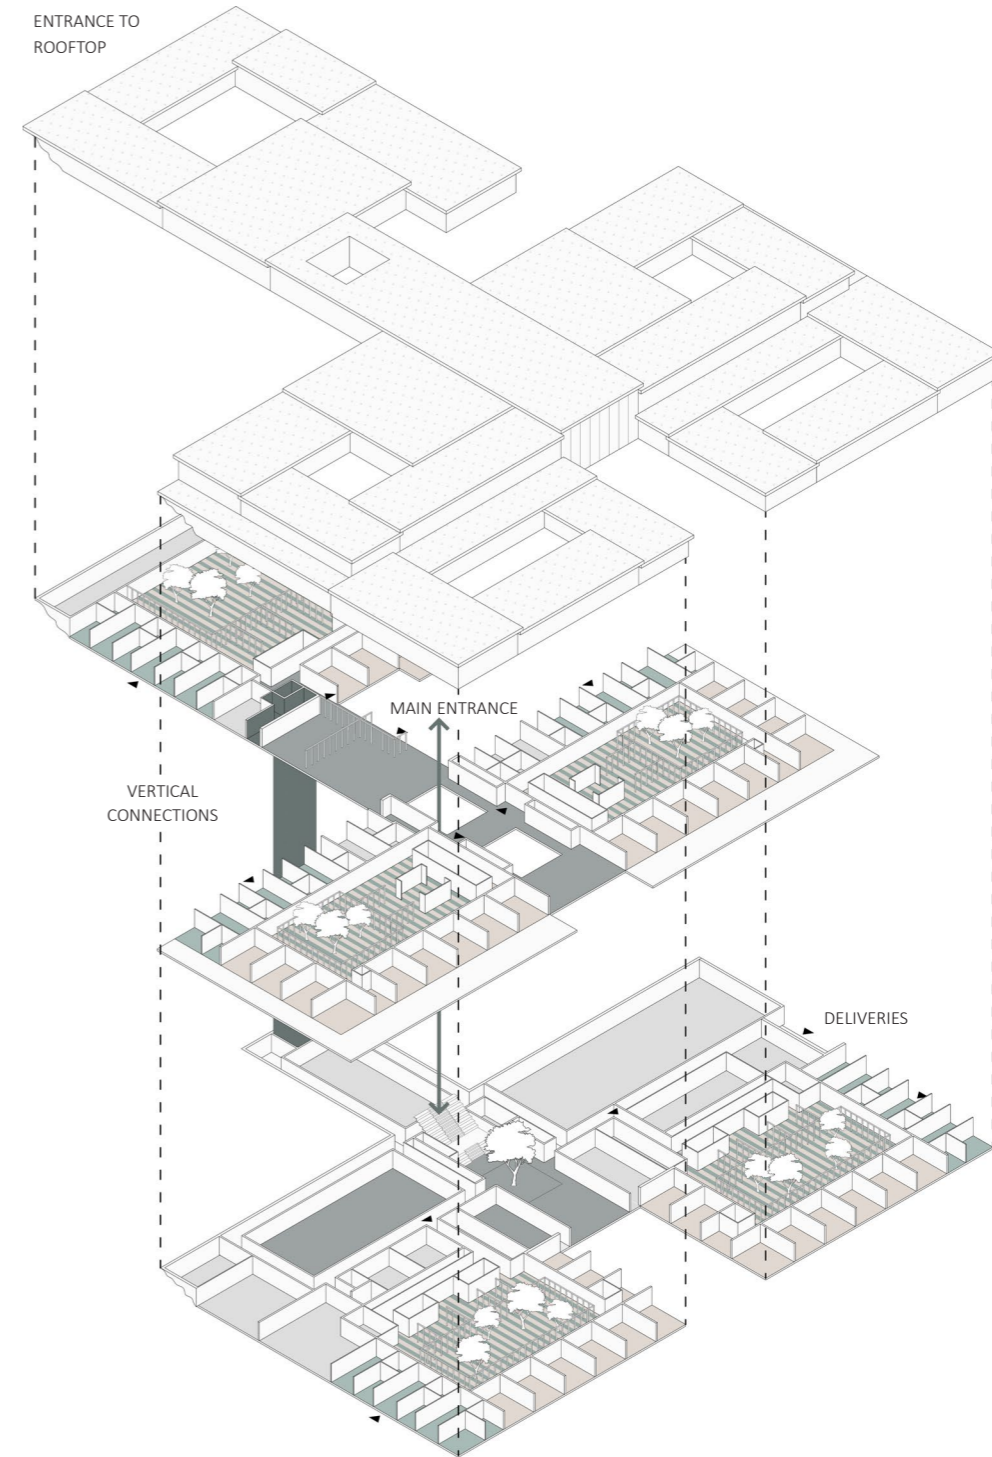 ENTRANCE TO
ROOFTOP
MAIN ENTRANCE
VERTICAL
CONNECTIONS
DELIVERIES